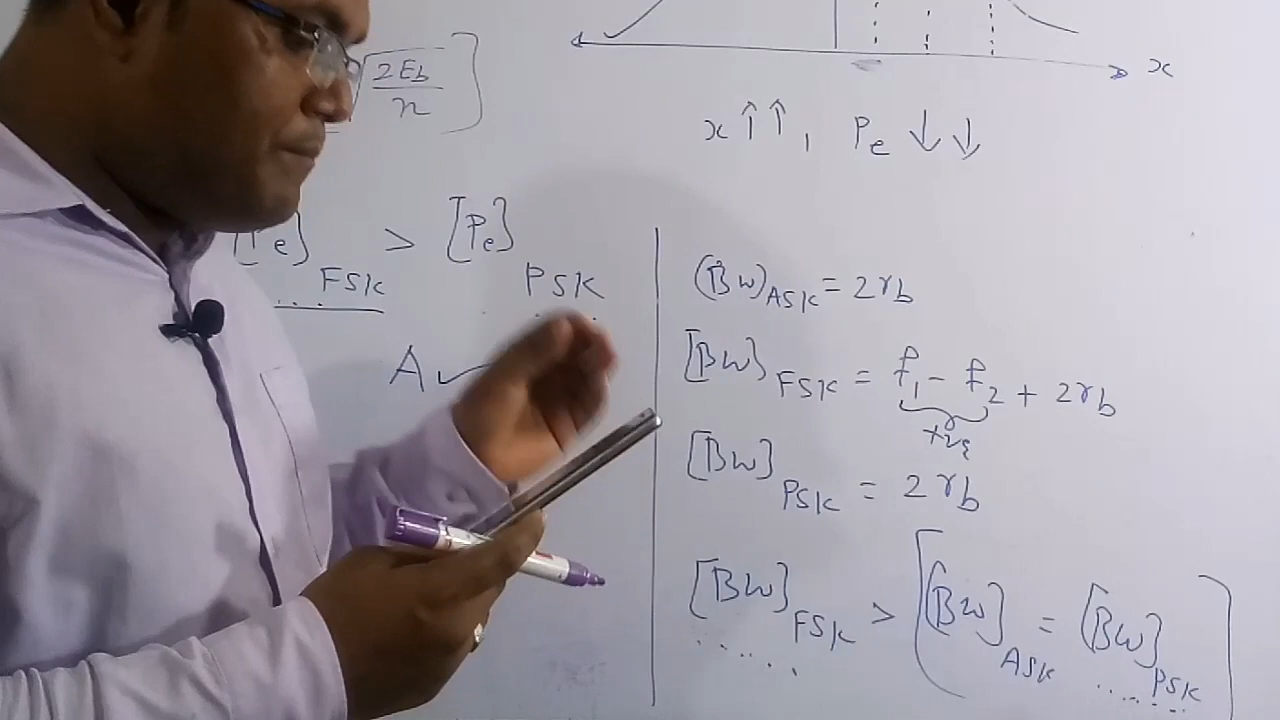 √2Eb/n ]
x
x ↑↑, Pe ↓↓
[Pe]FSK > [Pe]PSK
A ✓
(BW)ASK = 2rb
[BW]FSK = f1 - f2 + 2rb
+ve
[BW]PSK = 2rb
[BW]FSK > [[BW]ASK = [BW]PSK]